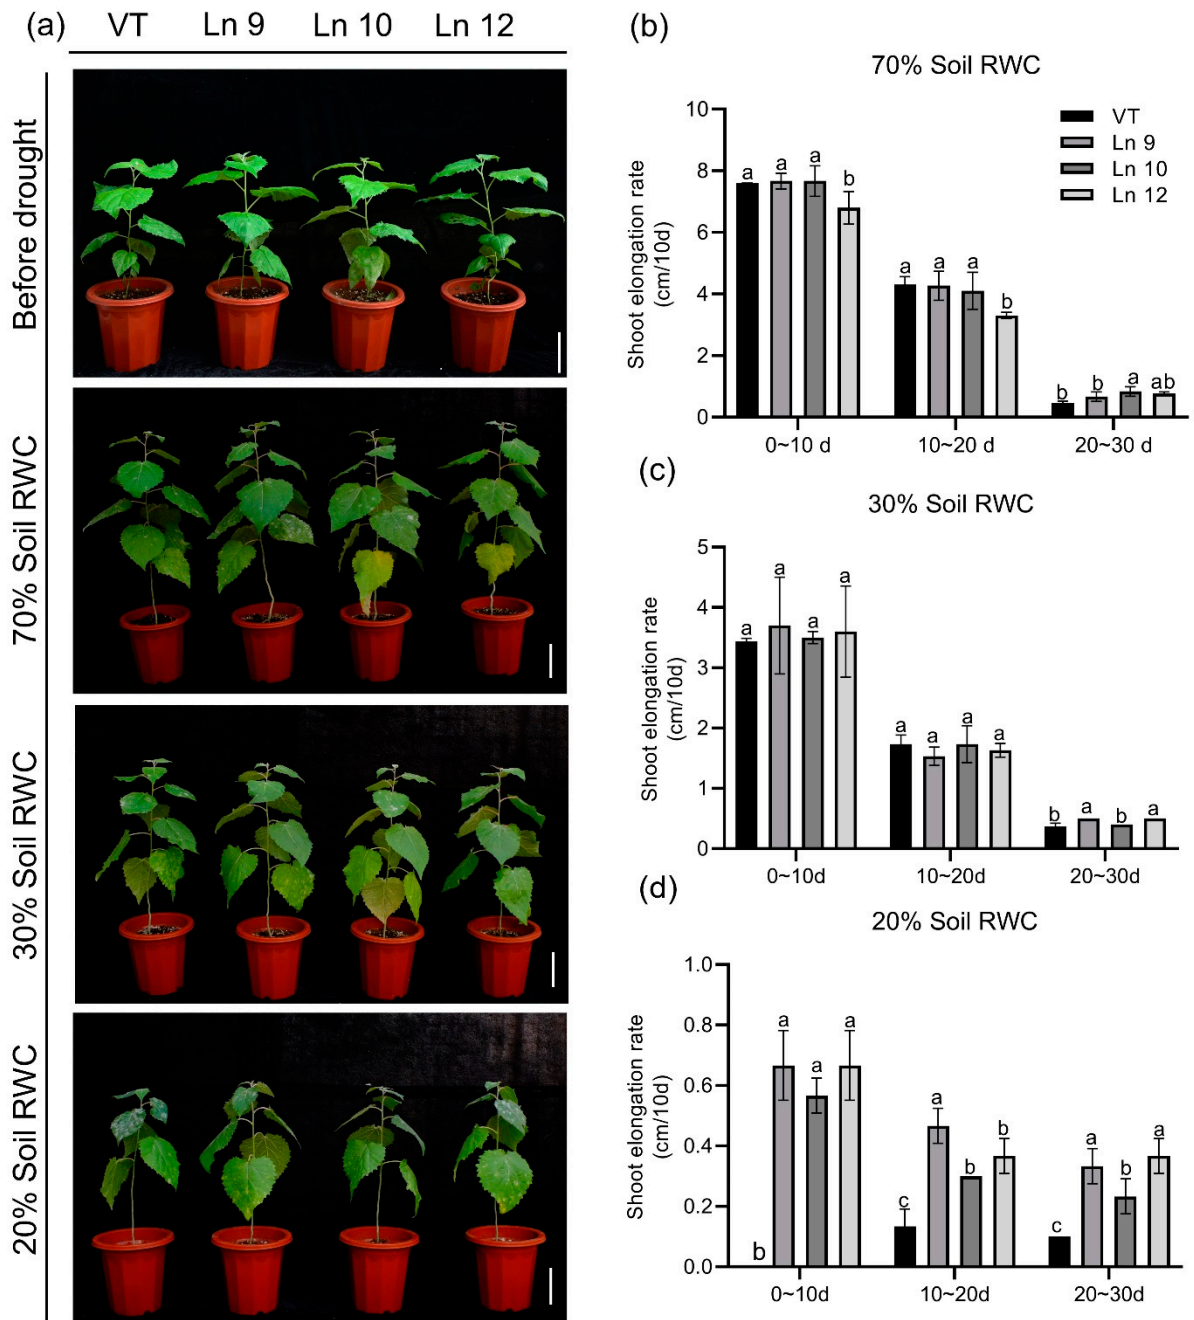 (a) VT Ln 9 Ln 10 Ln 12
Before drought
70% Soil RWC
30% Soil RWC
20% Soil RWC
(b)
70% Soil RWC
VT
Ln 9
Ln 10
Ln 12
Shoot elongation rate
(cm/10d)
10
8
6
4
2
0
a a a b
a a a b
b b a ab
0~10 d 10~20 d 20~30 d
(c)
30% Soil RWC
Shoot elongation rate
(cm/10d)
5
4
3
2
1
0
a a a a
a a a a
b a b a
0~10d 10~20d 20~30d
(d)
20% Soil RWC
Shoot elongation rate
(cm/10d)
1.0
0.8
0.6
0.4
0.2
0.0
b a a a
c a b b
c a b a
0~10d 10~20d 20~30d